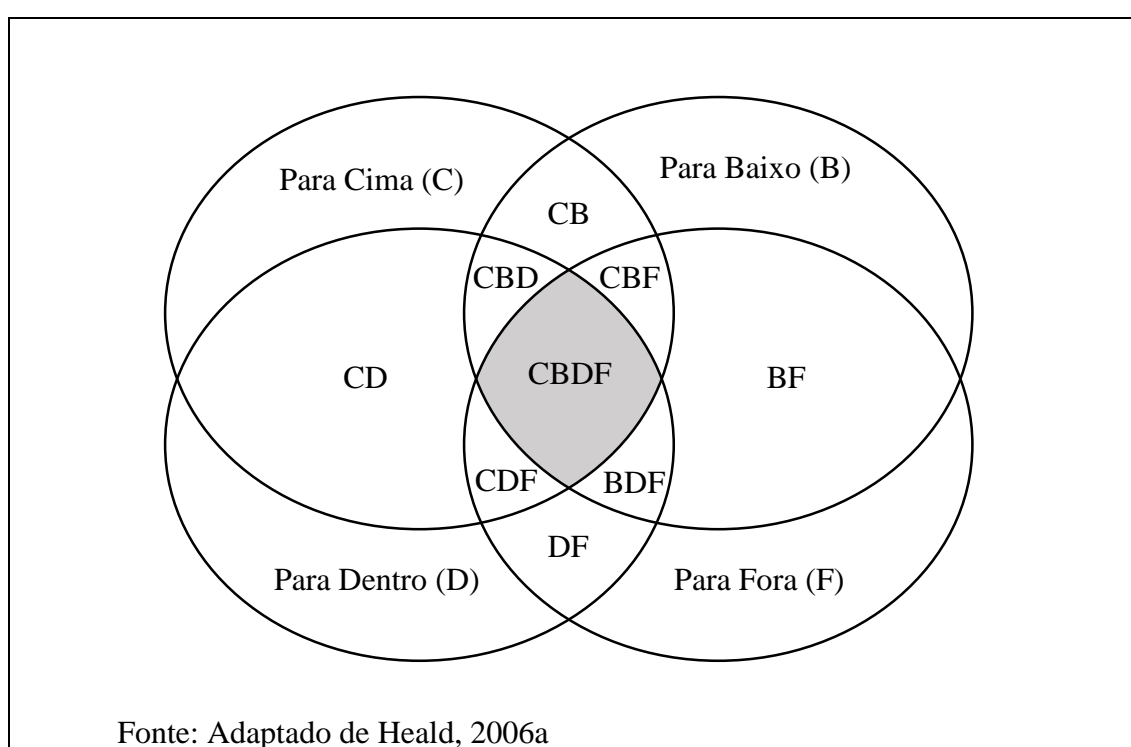 Para Cima (C)
Para Baixo (B)
CB
CBD
CBF
CD
CBDF
BF
CDF
BDF
DF
Para Dentro (D)
Para Fora (F)
Fonte: Adaptado de Heald, 2006a